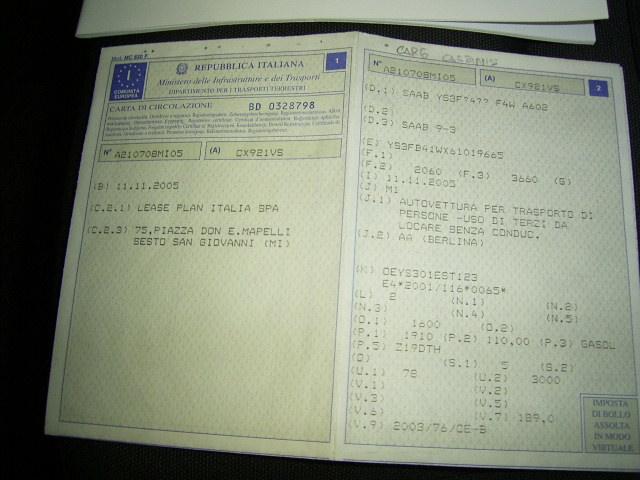 Mod. MC 820 F
REPUBBLICA ITALIANA
1
I
COMUNITÀ
EUROPEA
Ministero delle Infrastrutture e dei Trasporti
DIPARTIMENTO PER I TRASPORTI TERRESTRI
CARTA DI CIRCOLAZIONE
BD 0328798
N° A210708MI05 (A) CX921VS
(B) 11.11.2005
(C.2.1) LEASE PLAN ITALIA SPA
(C.2.3) 75,PIAZZA DON E.MAPELLI
SESTO SAN GIOVANNI (MI)
N° A210708MI05 (A) CX921VS 2
(D.1) SAAB YS3F74?? F4W A602
(D.2)
(D.3) SAAB 9-3
(E) YS3FB41WX61019665
(F.1)
(F.2) 2060 (F.3) 3660 (G)
(I) 11.11.2005
(J) M1
(J.1) AUTOVETTURA PER TRASPORTO DI
PERSONE -USO DI TERZI DA
LOCARE SENZA CONDUC.
(J.2) AA (BERLINA)
(K) OEYS301EST123
E4*2001/116*0065*
(L) 2 (N.1) (N.2)
(N.3) (N.4) (N.5)
(O.1) 1600 (O.2)
(P.1) 1910 (P.2) 110,00 (P.3) GASOL
(P.5) Z19DTH
(Q) (S.1) 5 (S.2)
(U.1) 78 (U.2) 3000
(V.1) (V.2)
(V.3) (V.5)
(V.6) (V.7) 189,0
(V.9) 2003/76/CE-B
IMPOSTA
DI BOLLO
ASSOLTA
IN MODO
VIRTUALE